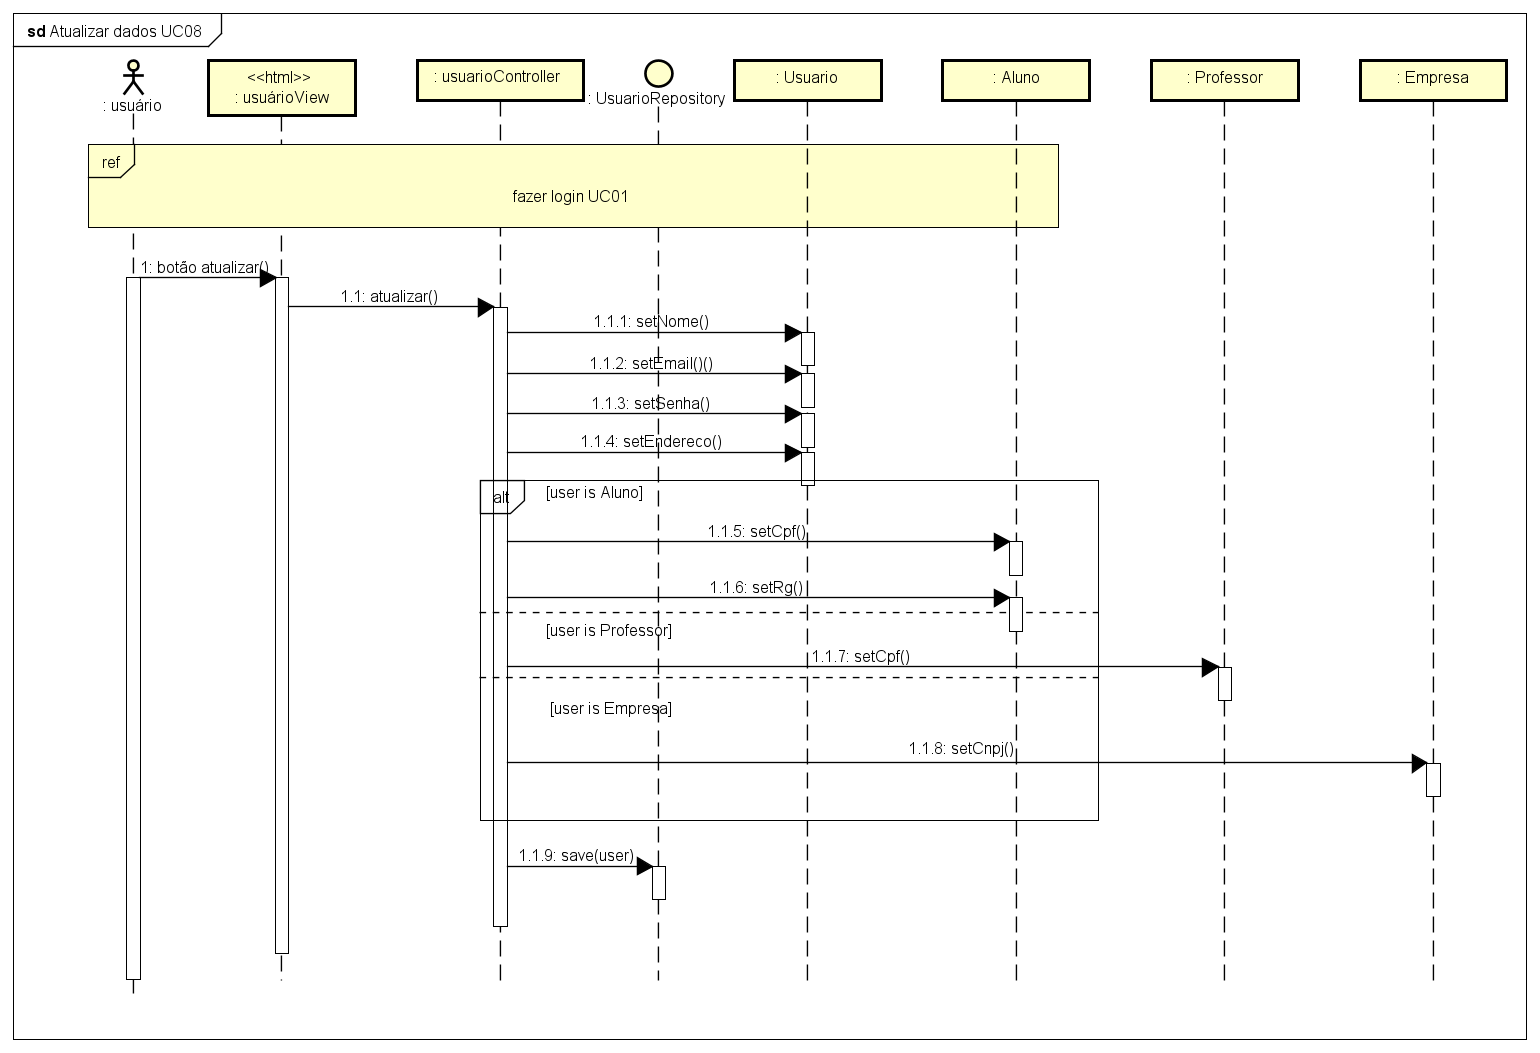 sd Atualizar dados UC08
: usuário
<<html>>
: usuárioView
: usuarioController
: UsuarioRepository
: Usuario
: Aluno
: Professor
: Empresa
ref
fazer login UC01
1: botão atualizar()
1.1: atualizar()
1.1.1: setNome()
1.1.2: setEmail()()
1.1.3: setSenha()
1.1.4: setEndereco()
alt
[user is Aluno]
1.1.5: setCpf()
1.1.6: setRg()
[user is Professor]
1.1.7: setCpf()
[user is Empresa]
1.1.8: setCnpj()
1.1.9: save(user)